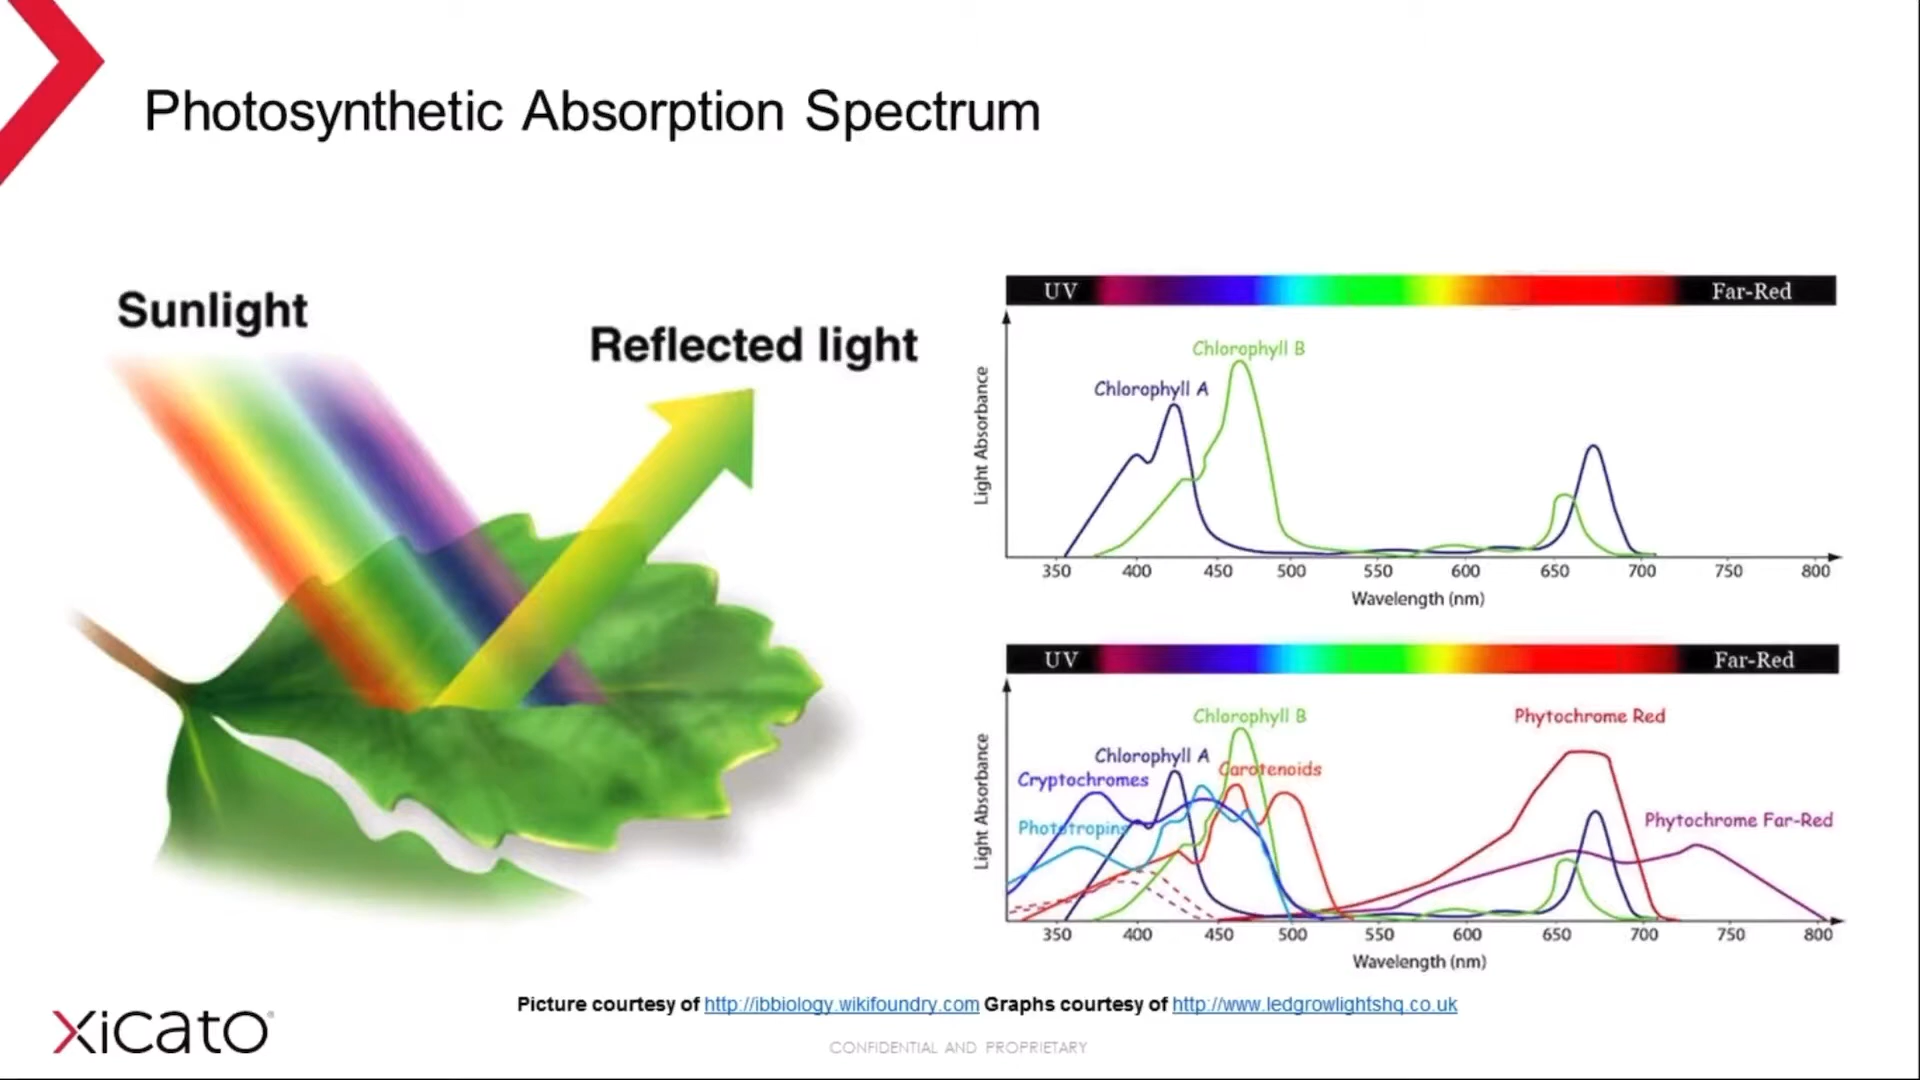 Photosynthetic Absorption Spectrum
Sunlight
Reflected light
UV Far-Red
Chlorophyll B
Chlorophyll A
Light Absorbance
350 400 450 500 550 600 650 700 750 800
Wavelength (nm)
UV Far-Red
Chlorophyll B
Phytochrome Red
Chlorophyll A
Carotenoids
Cryptochromes
Phytochrome Far-Red
Phototropins
Light Absorbance
350 400 450 500 550 600 650 700 750 800
Wavelength (nm)
Picture courtesy of http://ibbiology.wikifoundry.com Graphs courtesy of http://www.ledgrowlightshq.co.uk
xicato®
CONFIDENTIAL AND PROPRIETARY